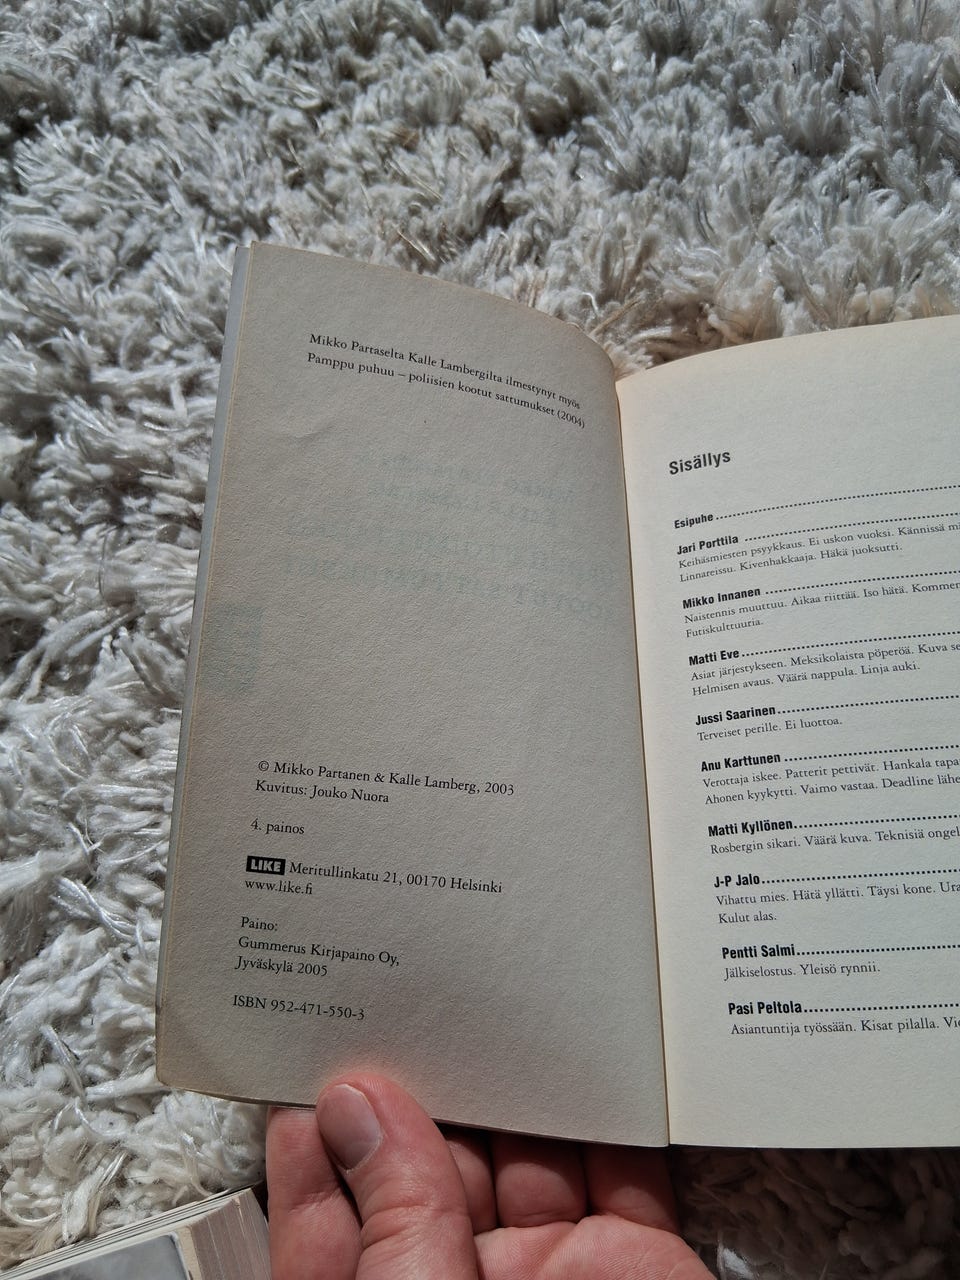 Mikko Partaselta Kalle Lambergilta ilmestynyt myös
Pamppu puhuu – poliisien kootut sattumukset (2004)
© Mikko Partanen & Kalle Lamberg, 2003
Kuvitus: Jouko Nuora
4. painos
LIKE Meritullinkatu 21, 00170 Helsinki
www.like.fi
Paino:
Gummerus Kirjapaino Oy,
Jyväskylä 2005
ISBN 952-471-550-3
Sisällys
Esipuhe
Jari Porttila
Keihäsmiesten psyykkaus. Ei uskon vuoksi. Kännissä
Linnareissu. Kivenhakkaaja. Häkä juoksutti.
Mikko Innanen
Naistennis muuttuu. Aikaa riittää. Iso hätä.
Futiskulttuuria.
Matti Eve
Asiat järjestykseen. Meksikolaista pöperöä. Kuva
Helmisen avaus. Väärä nappula. Linja auki.
Jussi Saarinen
Terveiset perille. Ei luottoa.
Anu Karttunen
Verottaja iskee. Patterit pettivät. Hankala
Ahonen kyykytti. Vaimo vastaa. Deadline
Matti Kyllönen
Rosbergin sikari. Väärä kuva. Teknisiä
J-P Jalo
Vihattu mies. Hätä yllätti. Täysi kone.
Kulut alas.
Pentti Salmi
Jälkiselostus. Yleisö rynnii.
Pasi Peltola
Asiantuntija työssään. Kisat pilalla.